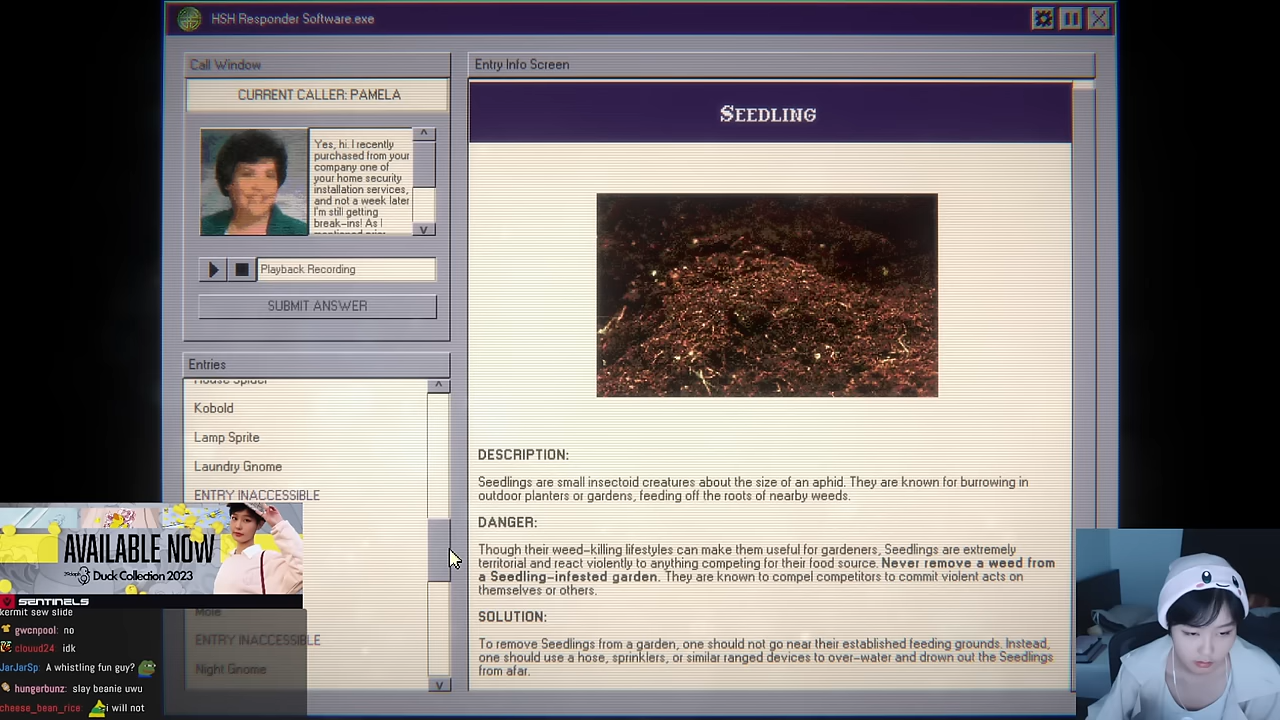 HSH Responder Software.exe
Call Window
CURRENT CALLER: PAMELA
Yes, hi. I recently
purchased from your
company one of
your home security
installation services,
and not a week later
I'm still getting
break-ins! As I
mentioned prior
Playback Recording
SUBMIT ANSWER
Entries
House Spider
Kobold
Lamp Sprite
Laundry Gnome
ENTRY INACCESSIBLE
Mole
ENTRY INACCESSIBLE
Night Gnome
Entry Info Screen
SEEDLING
DESCRIPTION:
Seedlings are small insectoid creatures about the size of an aphid. They are known for burrowing in
outdoor planters or gardens, feeding off the roots of nearby weeds.
DANGER:
Though their weed-killing lifestyles can make them useful for gardeners, Seedlings are extremely
territorial and react violently to anything competing for their food source. Never remove a weed from
a Seedling-infested garden. They are known to compel competitors to commit violent acts on
themselves or others.
SOLUTION:
To remove Seedlings from a garden, one should not go near their established feeding grounds. Instead,
one should use a hose, sprinklers, or similar ranged devices to over-water and drown out the Seedlings
from afar.
AVAILABLE NOW
Duck Collection 2023
SENTINELS
kermit sew slide
gwcnpool: no
clouud24: idk
JarJarSp: A whistling fun guy?
hungerbunz: slay beanie uwu
cheese_bean_rice: i will not